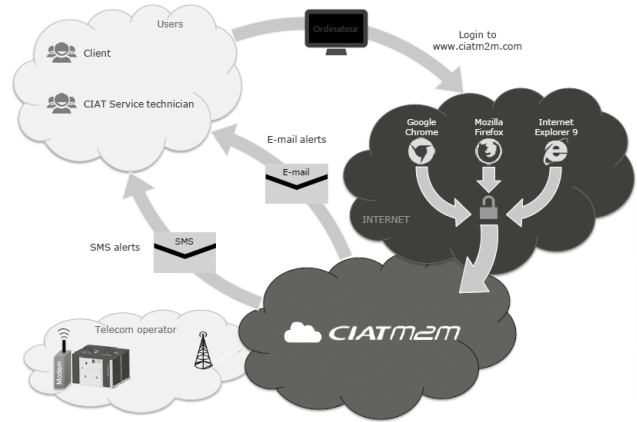 Users
Client
CIAT Service technician
Ordinateur
Login to
www.ciatm2m.com
Google
Chrome
Mozilla
Firefox
Internet
Explorer 9
INTERNET
E-mail alerts
E-mail
SMS alerts
SMS
CIATm2m
Telecom operator
Modem